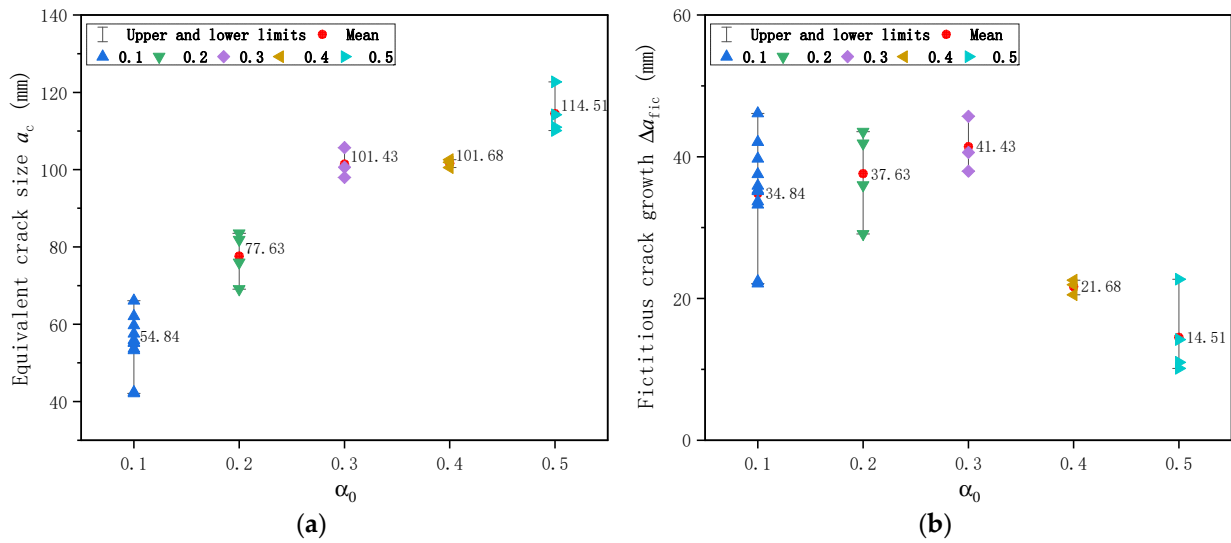 Equivalent crack size a_c (mm)
140
120
100
80
60
40
Upper and lower limits Mean
0.1 0.2 0.3 0.4 0.5
54.84
77.63
101.43
101.68
114.51
0.1 0.2 0.3 0.4 0.5
α₀
(a)
Fictitious crack growth Δa_fic (mm)
60
40
20
0
Upper and lower limits Mean
0.1 0.2 0.3 0.4 0.5
34.84
37.63
41.43
21.68
14.51
0.1 0.2 0.3 0.4 0.5
α₀
(b)